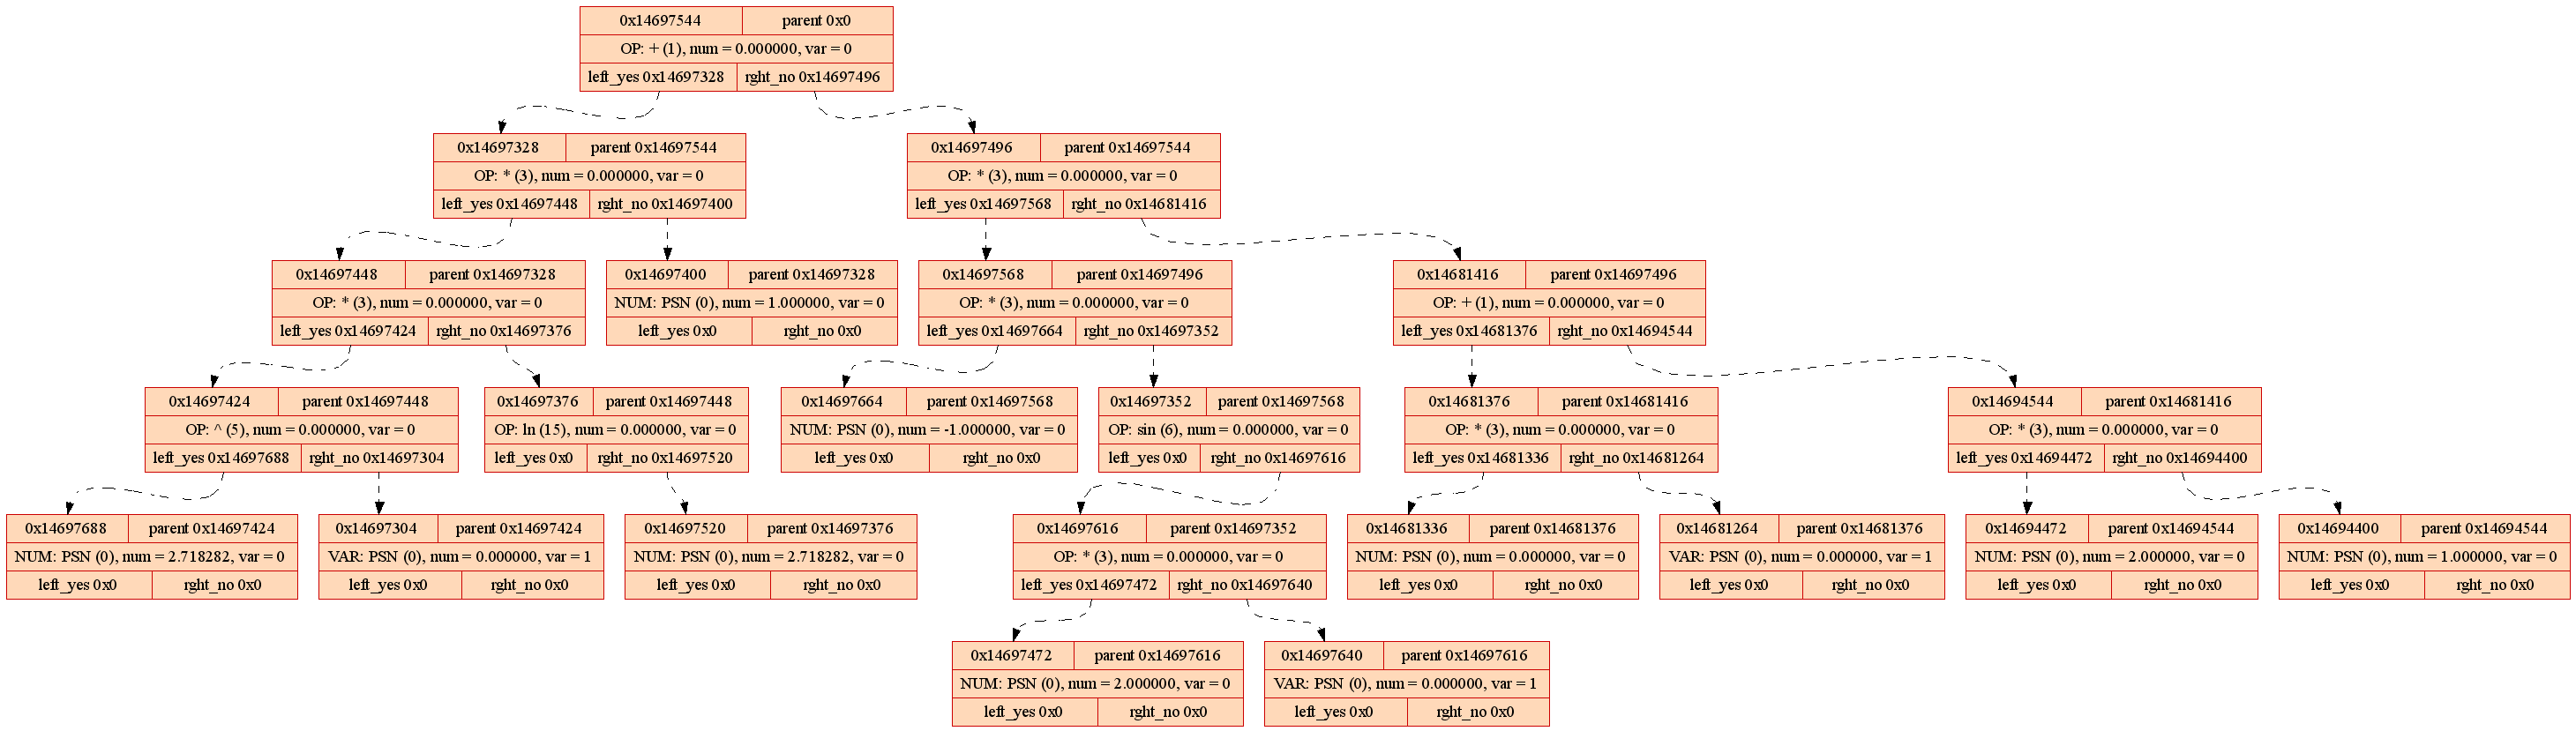 0x14697544 parent 0x0
OP: + (1), num = 0.000000, var = 0
left_yes 0x14697328 rght_no 0x14697496
0x14697328 parent 0x14697544
OP: * (3), num = 0.000000, var = 0
left_yes 0x14697448 rght_no 0x14697400
0x14697496 parent 0x14697544
OP: * (3), num = 0.000000, var = 0
left_yes 0x14697568 rght_no 0x14681416
0x14697448 parent 0x14697328
OP: * (3), num = 0.000000, var = 0
left_yes 0x14697424 rght_no 0x14697376
0x14697400 parent 0x14697328
NUM: PSN (0), num = 1.000000, var = 0
left_yes 0x0 rght_no 0x0
0x14697568 parent 0x14697496
OP: * (3), num = 0.000000, var = 0
left_yes 0x14697664 rght_no 0x14697352
0x14681416 parent 0x14697496
OP: + (1), num = 0.000000, var = 0
left_yes 0x14681376 rght_no 0x14694544
0x14697424 parent 0x14697448
OP: ^ (5), num = 0.000000, var = 0
left_yes 0x14697688 rght_no 0x14697304
0x14697376 parent 0x14697448
OP: ln (15), num = 0.000000, var = 0
left_yes 0x0 rght_no 0x14697520
0x14697664 parent 0x14697568
NUM: PSN (0), num = -1.000000, var = 0
left_yes 0x0 rght_no 0x0
0x14697352 parent 0x14697568
OP: sin (6), num = 0.000000, var = 0
left_yes 0x0 rght_no 0x14697616
0x14681376 parent 0x14681416
OP: * (3), num = 0.000000, var = 0
left_yes 0x14681336 rght_no 0x14681264
0x14694544 parent 0x14681416
OP: * (3), num = 0.000000, var = 0
left_yes 0x14694472 rght_no 0x14694400
0x14697688 parent 0x14697424
NUM: PSN (0), num = 2.718282, var = 0
left_yes 0x0 rght_no 0x0
0x14697304 parent 0x14697424
VAR: PSN (0), num = 0.000000, var = 1
left_yes 0x0 rght_no 0x0
0x14697520 parent 0x14697376
NUM: PSN (0), num = 2.718282, var = 0
left_yes 0x0 rght_no 0x0
0x14697616 parent 0x14697352
OP: * (3), num = 0.000000, var = 0
left_yes 0x14697472 rght_no 0x14697640
0x14681336 parent 0x14681376
NUM: PSN (0), num = 0.000000, var = 0
left_yes 0x0 rght_no 0x0
0x14681264 parent 0x14681376
VAR: PSN (0), num = 0.000000, var = 1
left_yes 0x0 rght_no 0x0
0x14694472 parent 0x14694544
NUM: PSN (0), num = 2.000000, var = 0
left_yes 0x0 rght_no 0x0
0x14694400 parent 0x14694544
NUM: PSN (0), num = 1.000000, var = 0
left_yes 0x0 rght_no 0x0
0x14697472 parent 0x14697616
NUM: PSN (0), num = 2.000000, var = 0
left_yes 0x0 rght_no 0x0
0x14697640 parent 0x14697616
VAR: PSN (0), num = 0.000000, var = 1
left_yes 0x0 rght_no 0x0